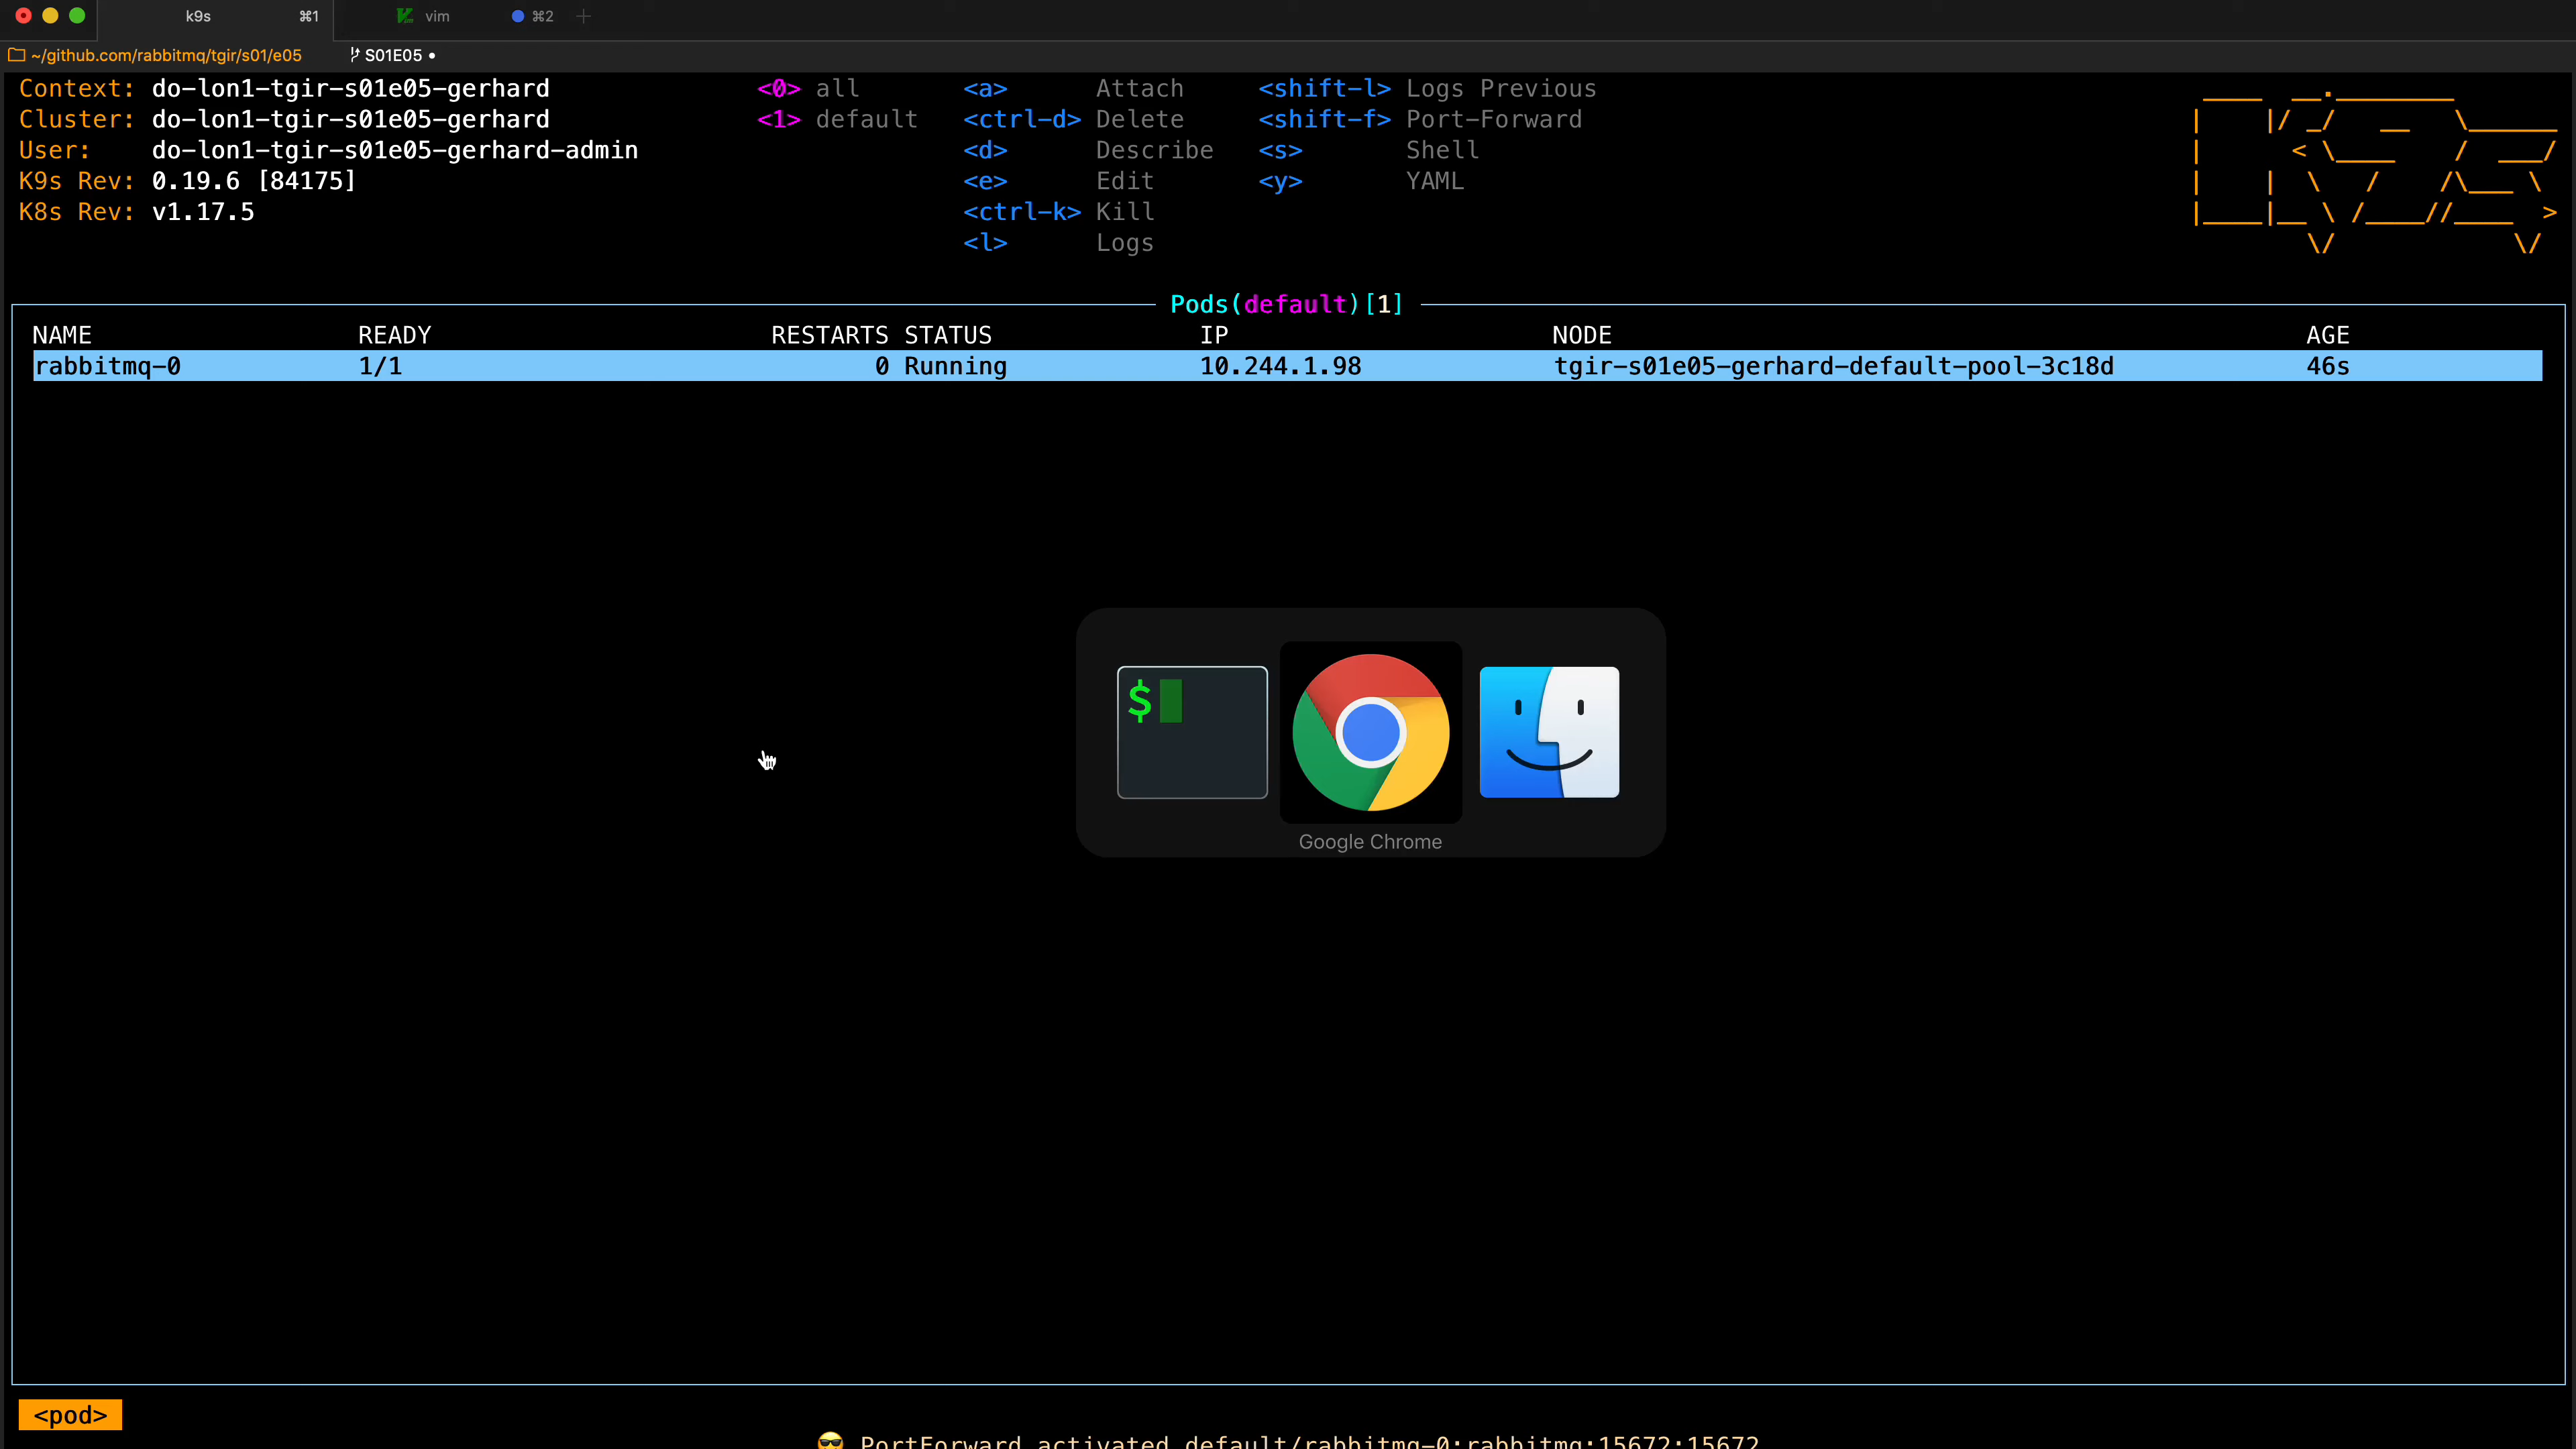 k9s ⌘1 vim ⌘2
~/github.com/rabbitmq/tgir/s01/e05 S01E05 •
Context: do-lon1-tgir-s01e05-gerhard <0> all <a> Attach <shift-l> Logs Previous
Cluster: do-lon1-tgir-s01e05-gerhard <1> default <ctrl-d> Delete <shift-f> Port-Forward
User: do-lon1-tgir-s01e05-gerhard-admin <d> Describe <s> Shell
K9s Rev: 0.19.6 [84175] <e> Edit <y> YAML
K8s Rev: v1.17.5 <ctrl-k> Kill
<l> Logs
Pods(default)[1]
NAME READY RESTARTS STATUS IP NODE AGE
rabbitmq-0 1/1 0 Running 10.244.1.98 tgir-s01e05-gerhard-default-pool-3c18d 46s
$
Google Chrome
<pod>
😎 PortForward activated default/rabbitmq-0:rabbitmq:15672:15672